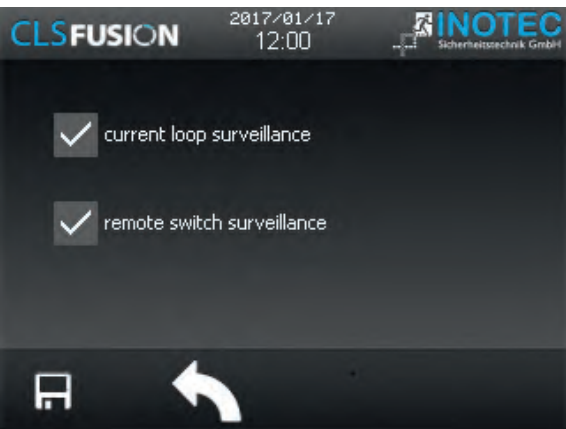 CLSFUSION
2017/01/17
12:00
INOTEC
Sicherheitstechnik GmbH
current loop surveillance
remote switch surveillance